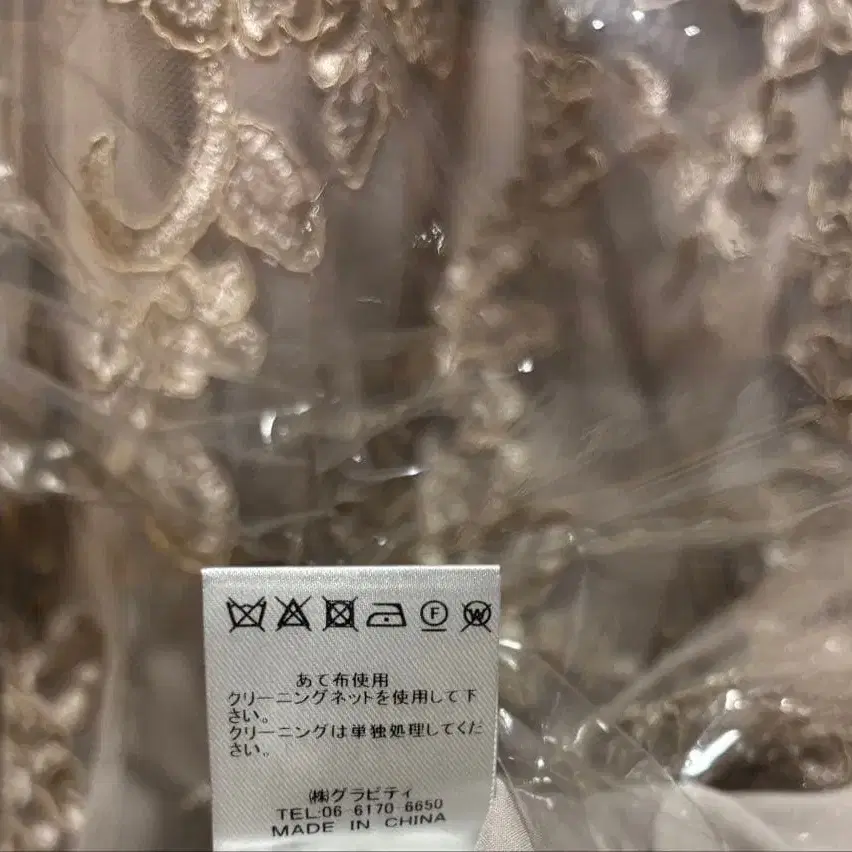 F W
あて布使用
クリーニングネットを使用して下
さい。
クリーニングは単独処理してくだ
さい。
㈱グラビティ
TEL:06 6170 6650
MADE IN CHINA